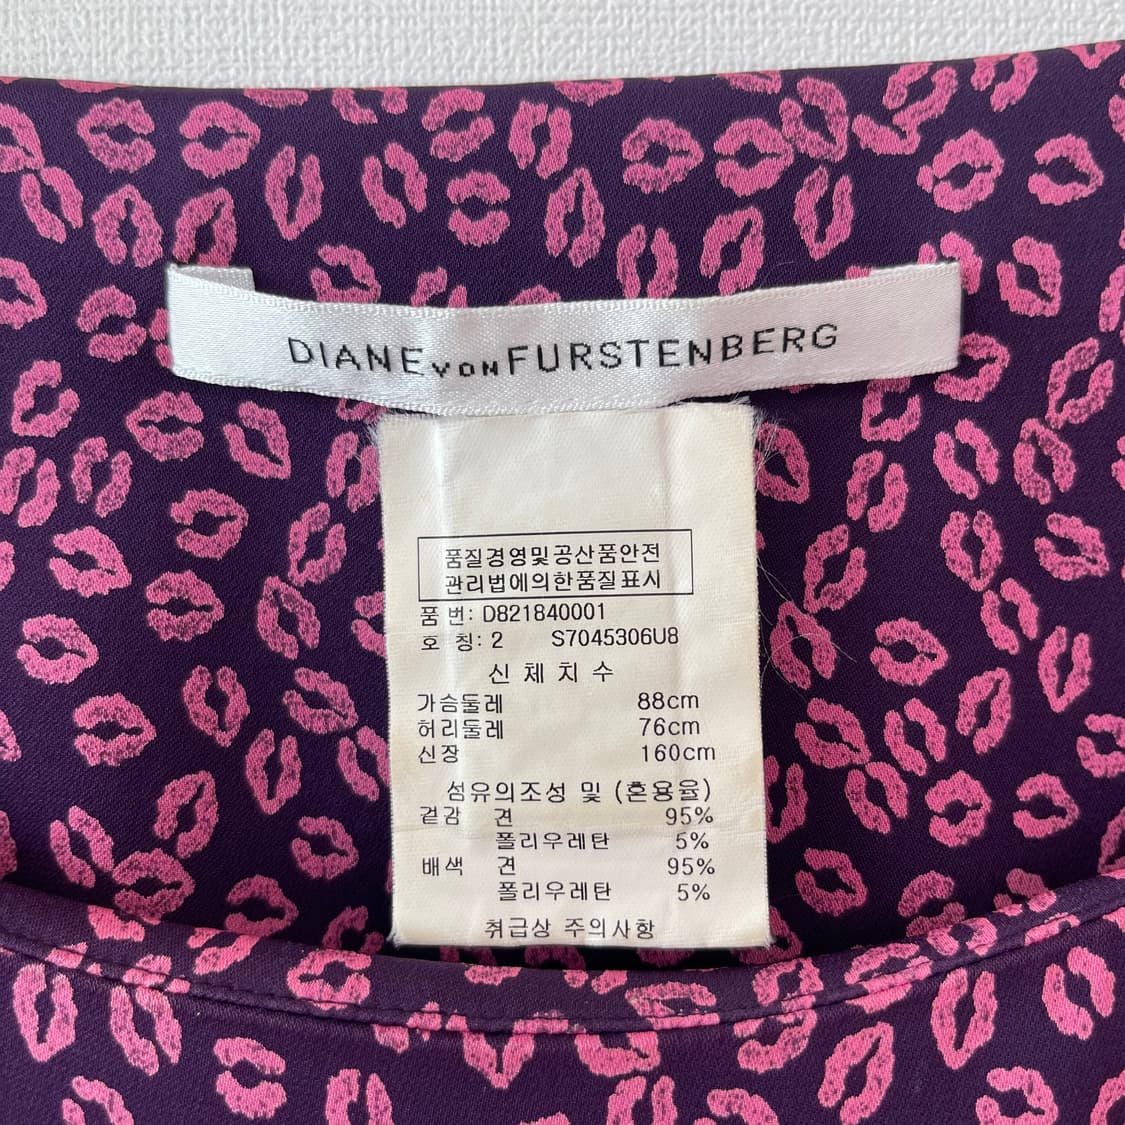 DIANE VON FURSTENBERG
품질경영및공산품안전
관리법에의한품질표시
품 번: D821840001
호 칭: 2 S7045306U8
신 체 치 수
가슴둘레 88cm
허리둘레 76cm
신장 160cm
섬유의조성 및 (혼용율)
겉감 견 95%
폴리우레탄 5%
배색 견 95%
폴리우레탄 5%
취급상 주의사항